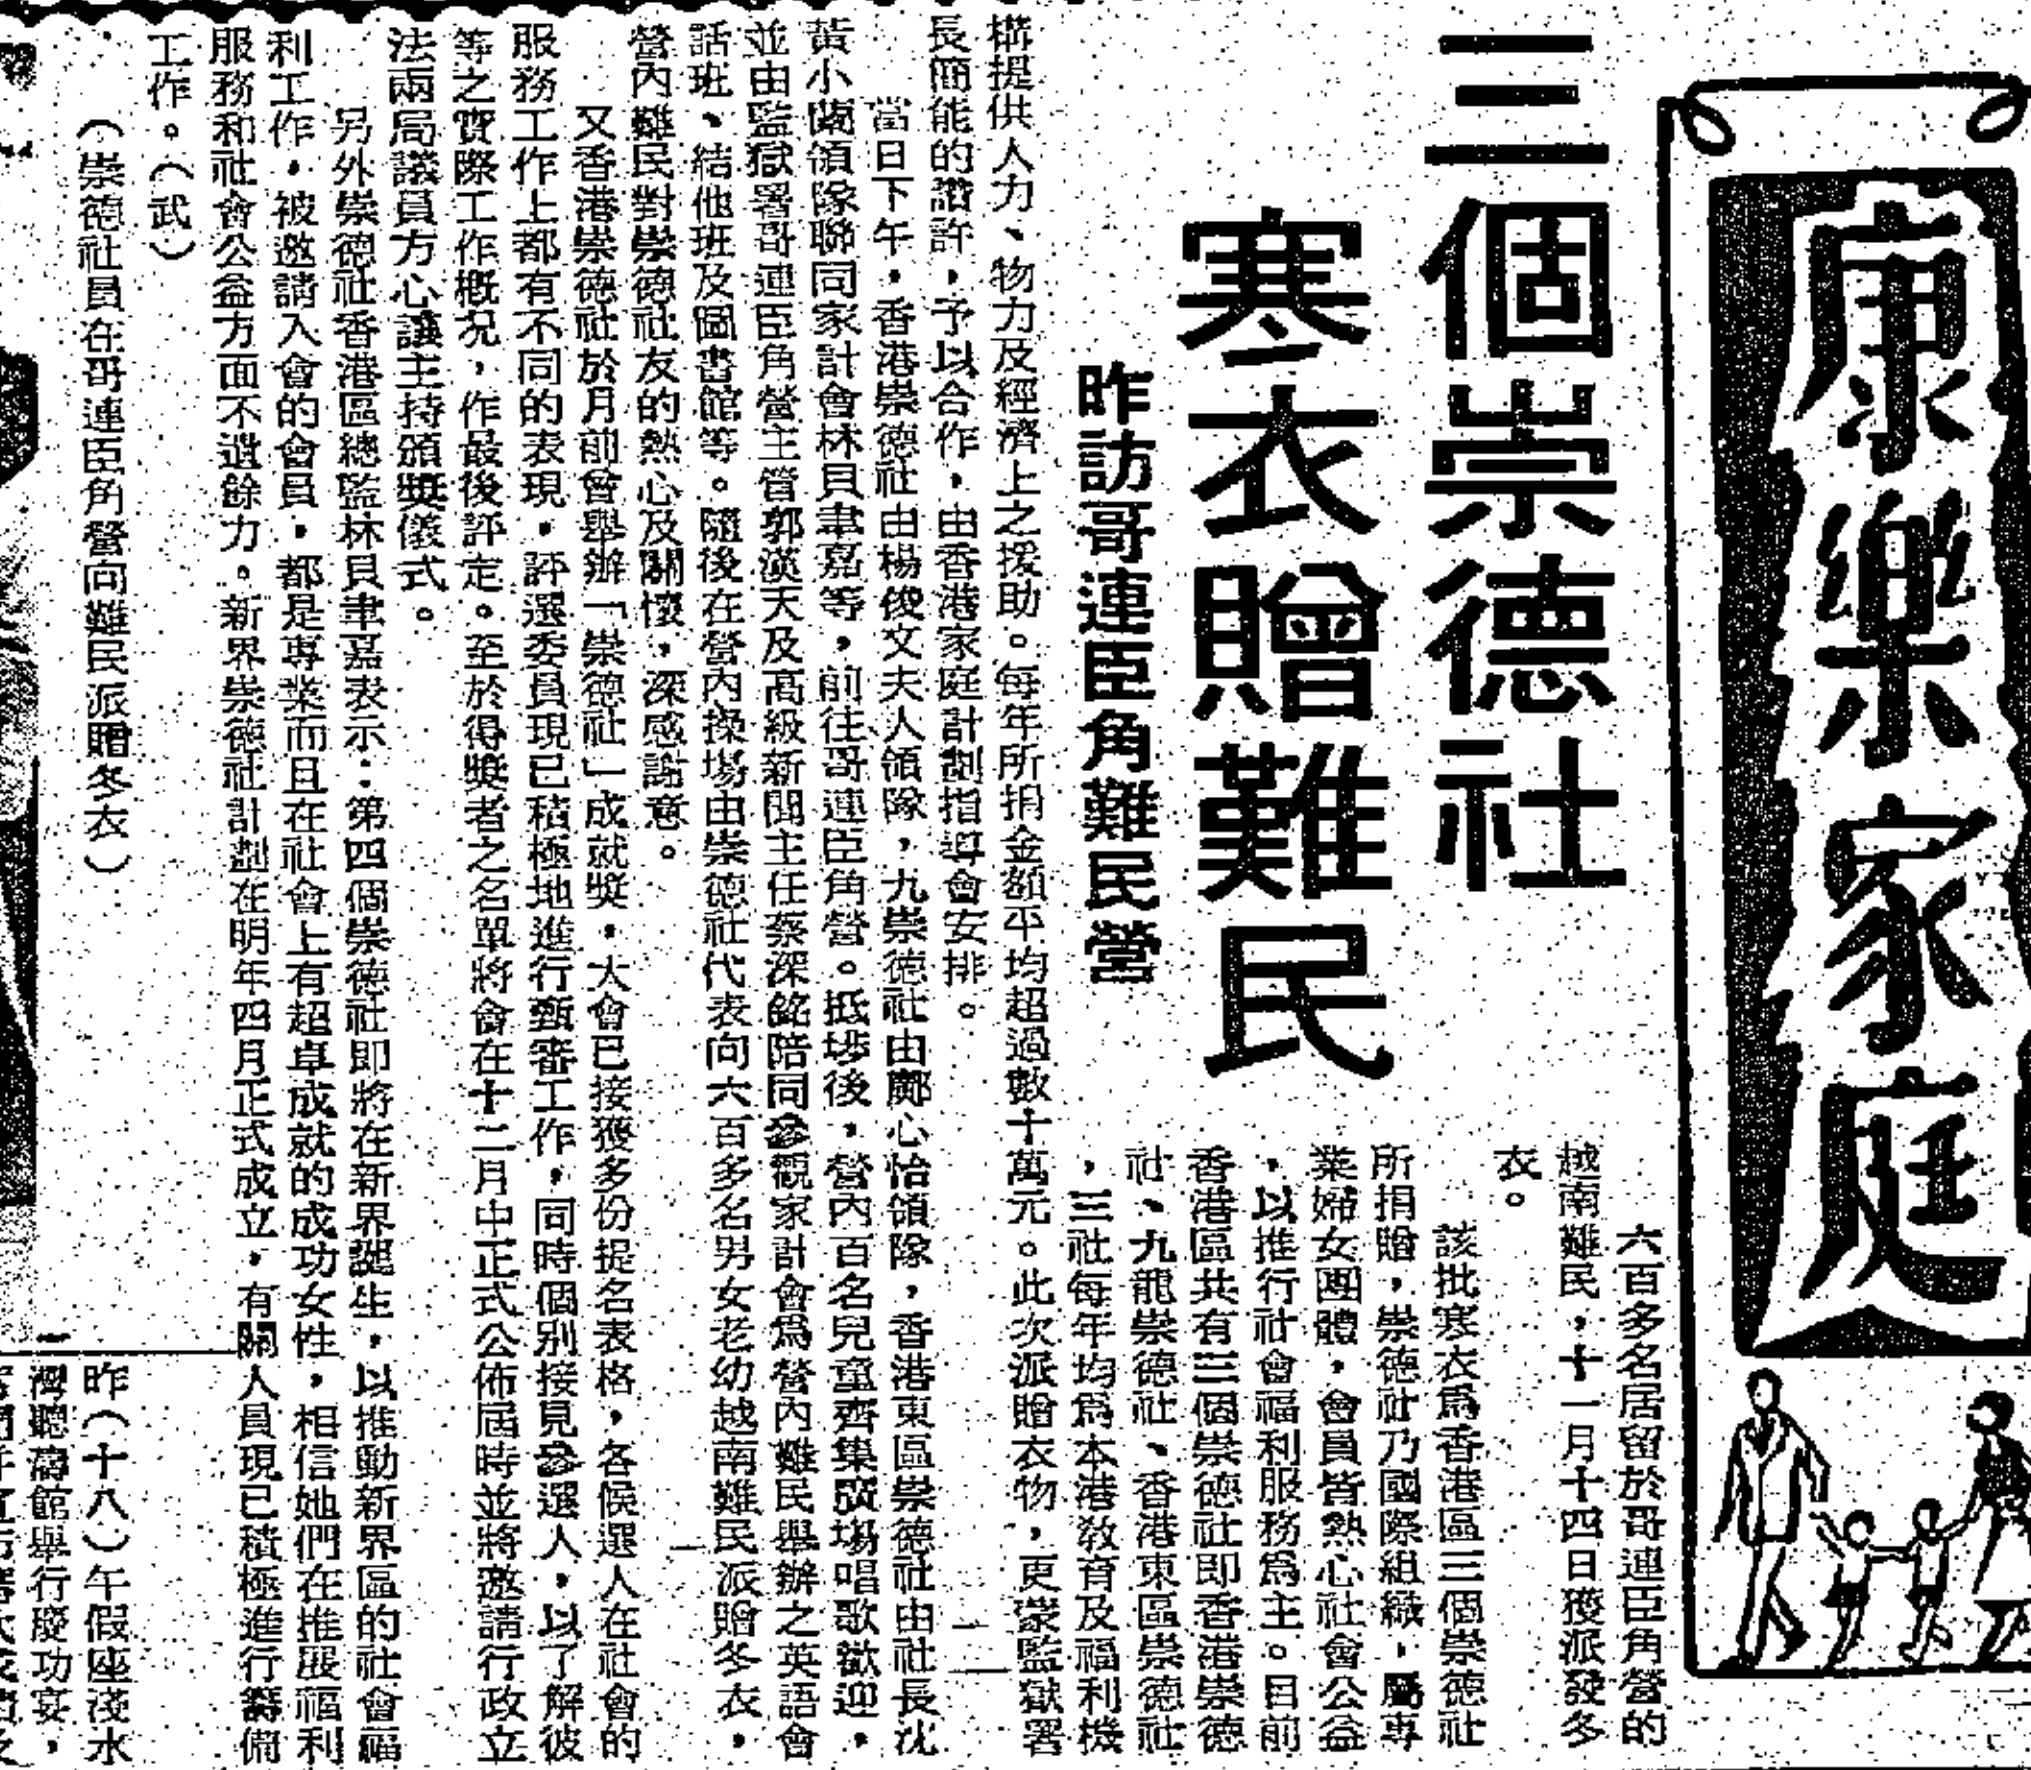 康樂家庭
三個崇德社
寒衣贈難民
昨訪哥連臣角難民營
六百多名居留於哥連臣角營的
越南難民，十一月十四日獲派發冬
衣。
該批寒衣為香港區三個崇德社
所捐贈，崇德社乃國際組織，屬專
業婦女團體，會員皆熱心社會公益
，以推行社會福利服務為主。目前
香港區共有三個崇德社即香港崇德
社、九龍崇德社、香港東區崇德社
，三社每年均為本港教育及福利機
構提供人力、物力及經濟上之援助。每年所捐金額平均超過數十萬元。此次派贈衣物，更蒙監獄署
長簡能的讚許，予以合作，由香港家庭計劃指導會安排。
當日下午，香港崇德社由楊俊文夫人領隊，九崇德社由鄺心怡領隊，香港東區崇德社由社長沈
黃小蘭領隊聯同家計會林貝聿嘉等，前往哥連臣角營。抵埗後，營內百名兒童齊集廣場唱歌歡迎，
並由監獄署哥連臣角營主管郭漢天及高級新聞主任蔡深銘陪同參觀家計會為營內難民舉辦之英語會
話班、結他班及圖書館等。隨後在營內操場由崇德社代表向六百多名男女老幼越南難民派贈冬衣，
營內難民對崇德社友的熱心及關懷，深感謝意。
又香港崇德社於月前會舉辦「崇德社」成就獎，大會已接獲多份提名表格，各候選人在社會的
服務工作上都有不同的表現，評選委員現已積極地進行甄審工作，同時個別接見參選人，以了解彼
等之實際工作概況，作最後評定。至於得獎者之名單將會在十二月中正式公佈屆時並將邀請行政立
法兩局議員方心讓主持頒獎儀式。
另外崇德社香港區總監林貝聿嘉表示：第四個崇德社即將在新界誕生，以推動新界區的社會福
利工作，被邀請入會的會員，都是專業而且在社會上有超卓成就的成功女性，相信她們在推展福利
服務和社會公益方面不遺餘力。新界崇德社計劃在明年四月正式成立，有關人員現已積極進行籌備
工作。（武）
（崇德社員在哥連臣角營向難民派贈冬衣）
昨（十八）午假座淺水
灣聽濤館舉行慶功宴，